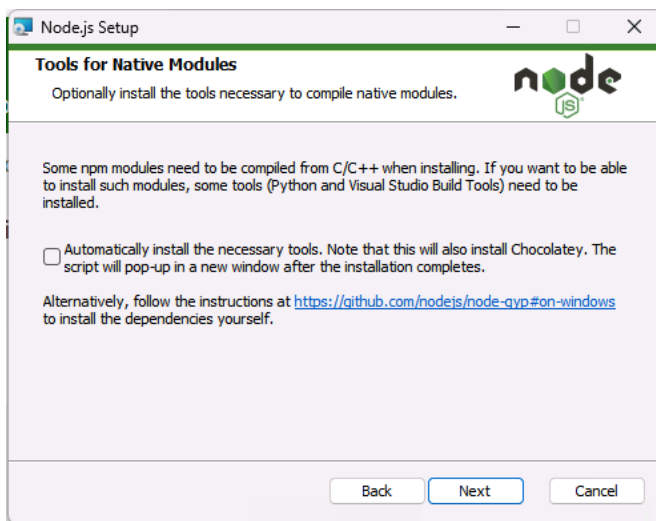 Node.js Setup
Tools for Native Modules
Optionally install the tools necessary to compile native modules.
node
JS
Some npm modules need to be compiled from C/C++ when installing. If you want to be able
to install such modules, some tools (Python and Visual Studio Build Tools) need to be
installed.
Automatically install the necessary tools. Note that this will also install Chocolatey. The
script will pop-up in a new window after the installation completes.
Alternatively, follow the instructions at https://github.com/nodejs/node-gyp#on-windows
to install the dependencies yourself.
Back
Next
Cancel